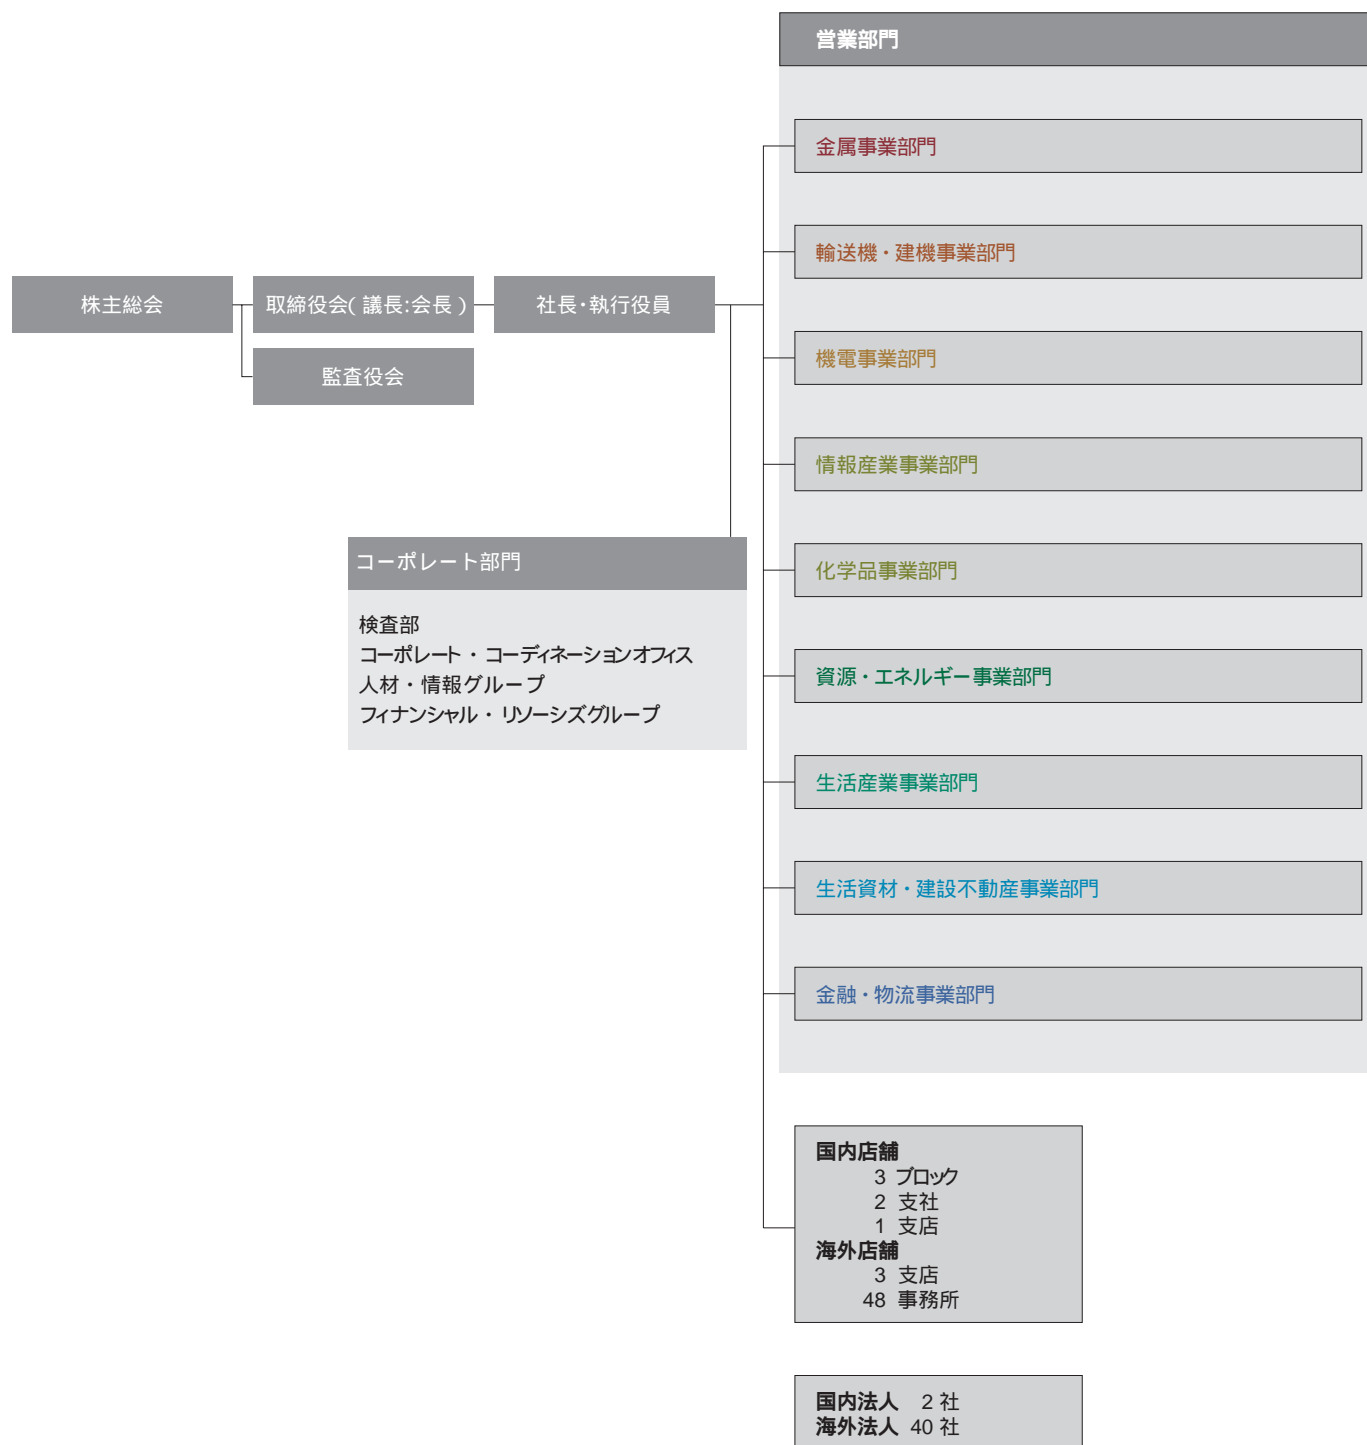 営業部門
金属事業部門
輸送機・建機事業部門
株主総会
取締役会(議長:会長)
社長・執行役員
監査役会
機電事業部門
情報産業事業部門
コーポレート部門
検査部
コーポレート・コーディネーションオフィス
人材・情報グループ
フィナンシャル・リソーシズグループ
化学品事業部門
資源・エネルギー事業部門
生活産業事業部門
生活資材・建設不動産事業部門
金融・物流事業部門
国内店舗
3 ブロック
2 支社
1 支店
海外店舗
3 支店
48 事務所
国内法人 2 社
海外法人 40 社